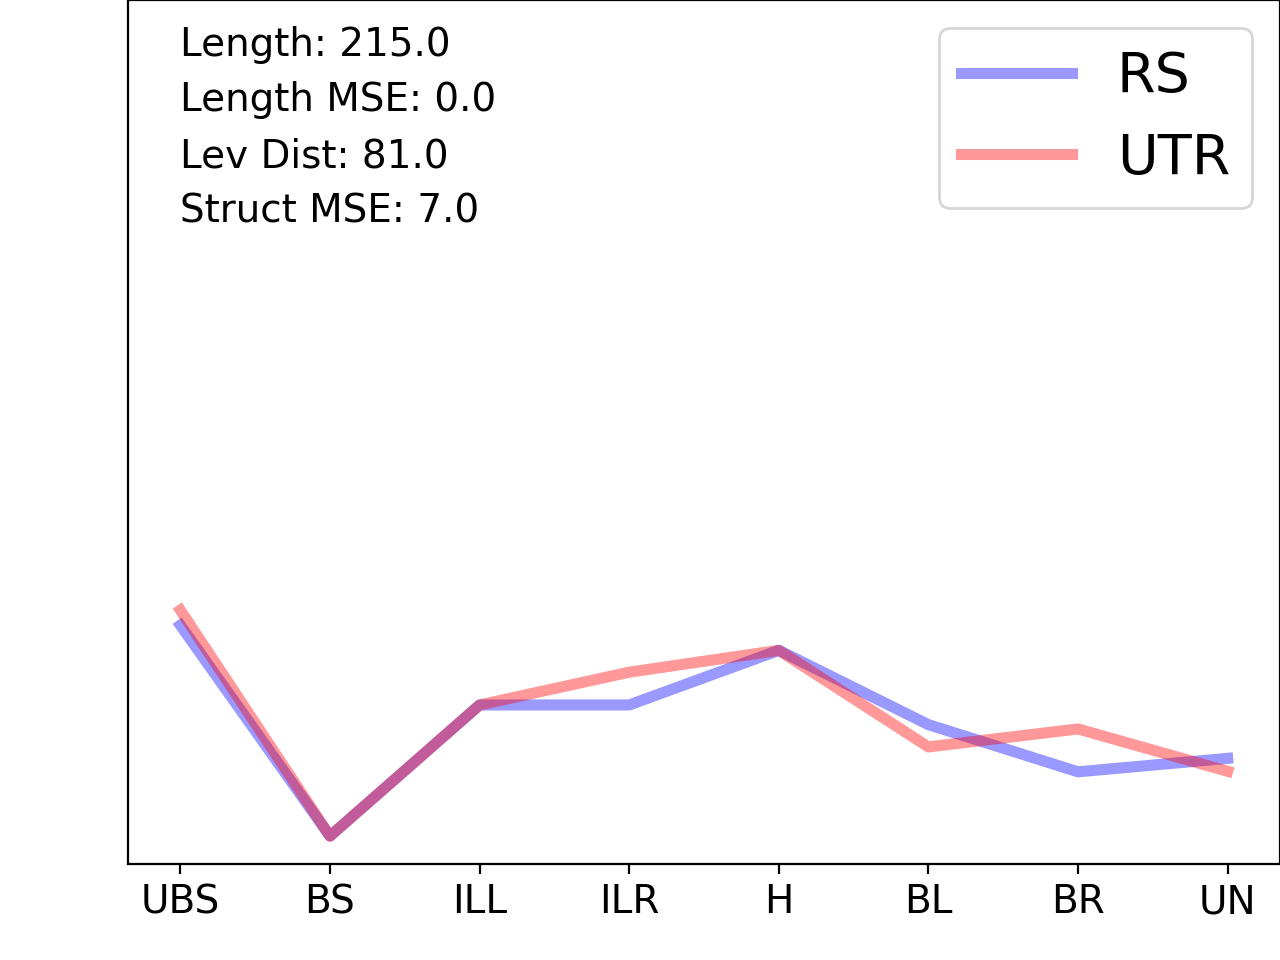 Length: 215.0
Length MSE: 0.0
Lev Dist: 81.0
Struct MSE: 7.0
RS
UTR
UBS BS ILL ILR H BL BR UN